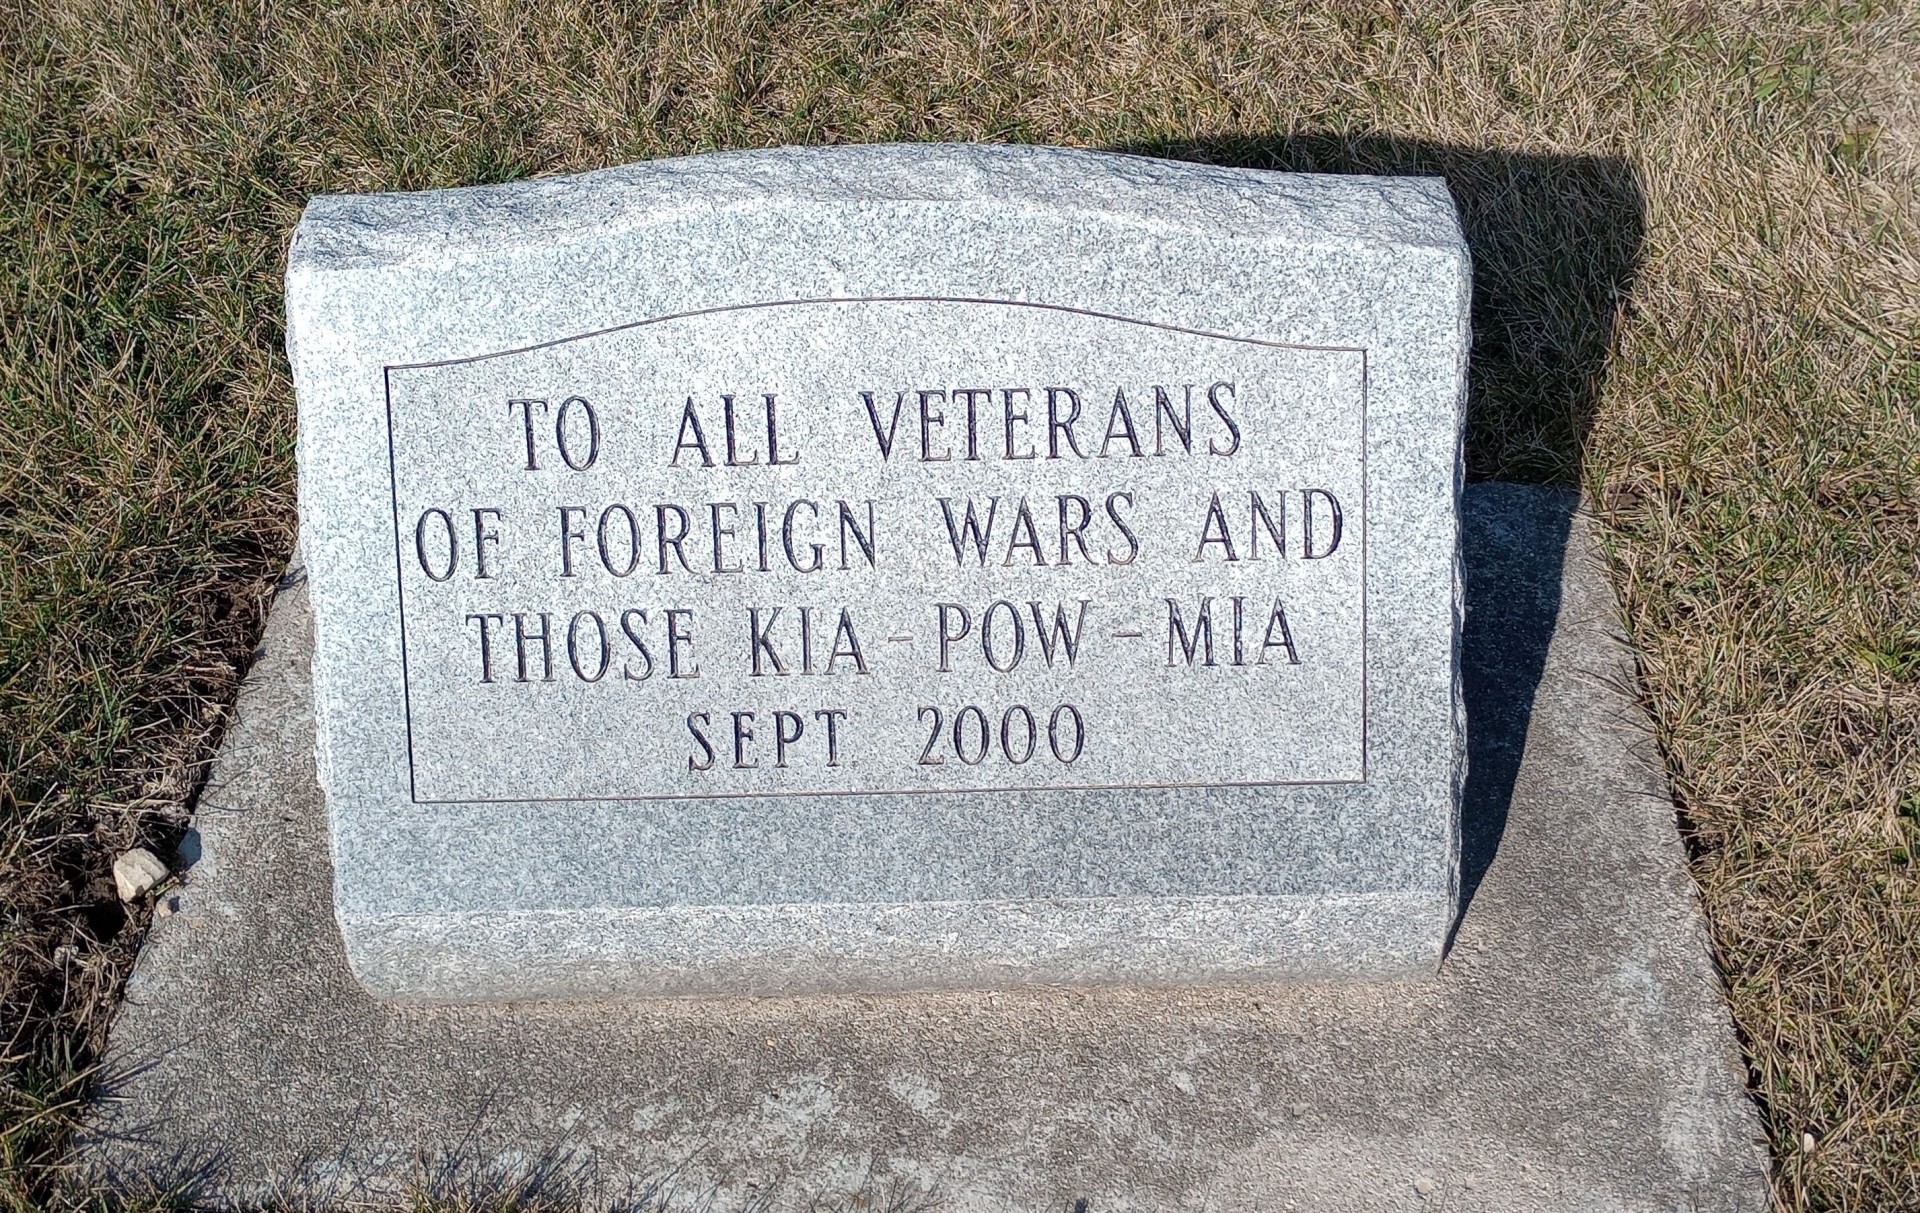 TO ALL VETERANS
OF FOREIGN WARS AND
THOSE KIA - POW - MIA
SEPT 2000